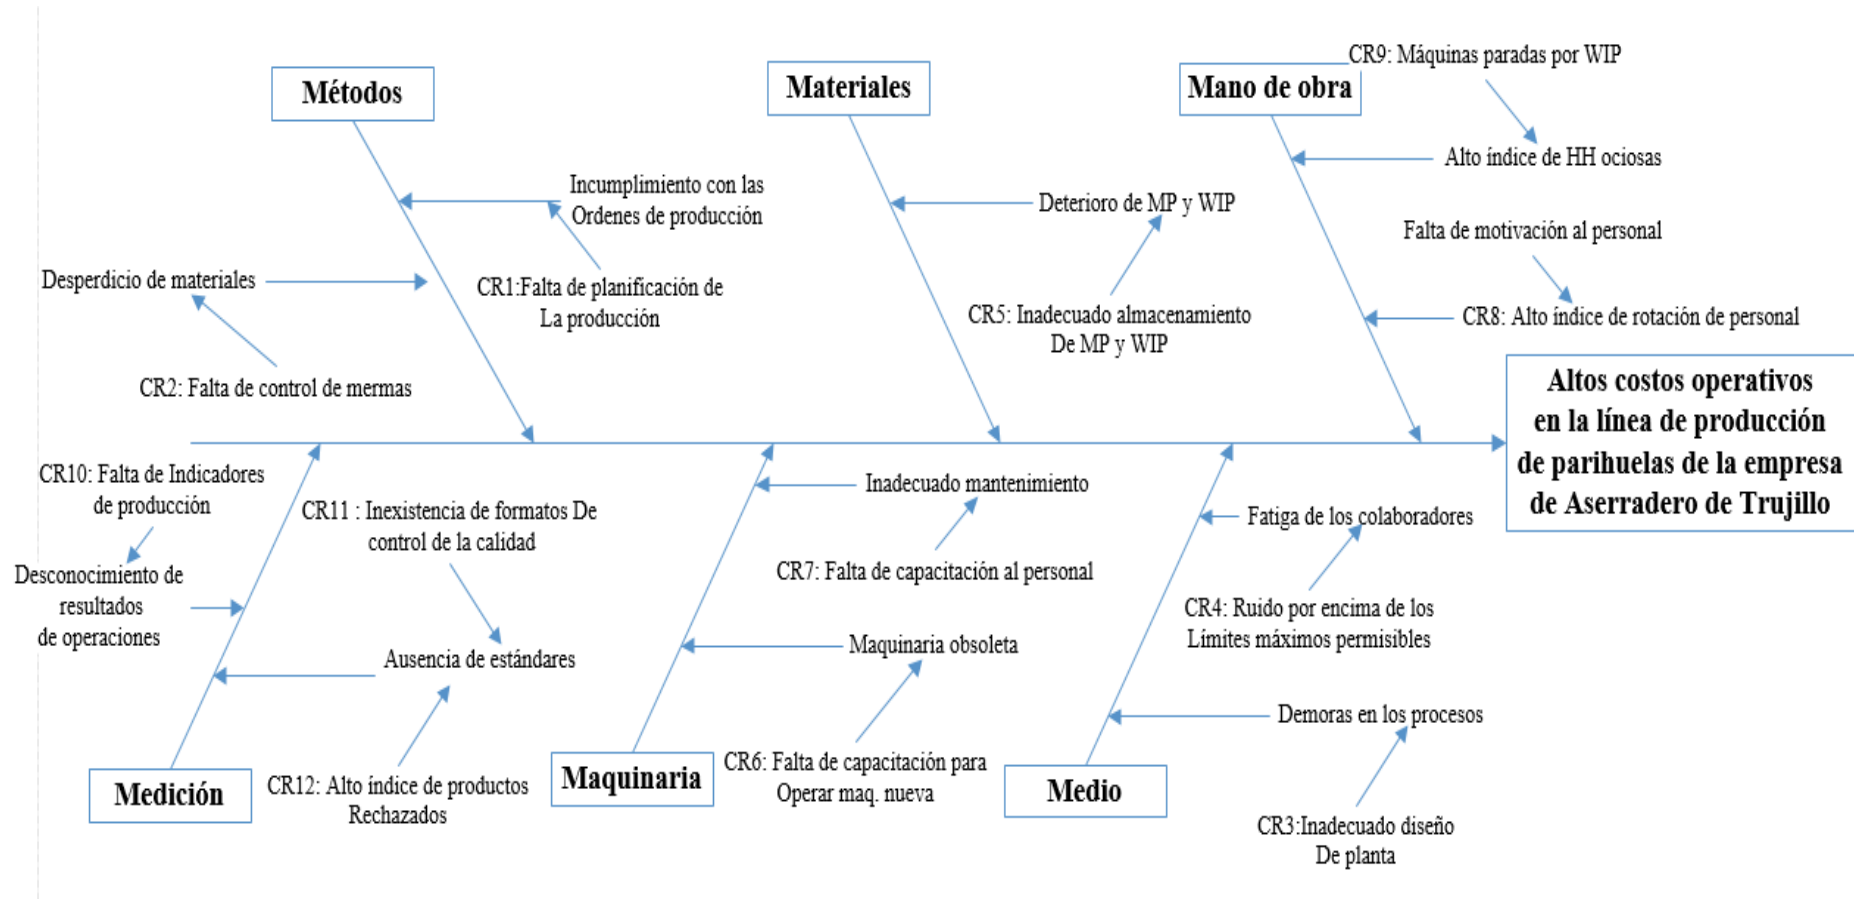 CR9: Máquinas paradas por WIP
Métodos
Materiales
Mano de obra
Alto índice de HH ociosas
Incumplimiento con las
Ordenes de producción
Deterioro de MP y WIP
Falta de motivación al personal
Desperdicio de materiales
CR1:Falta de planificación de
La producción
CR5: Inadecuado almacenamiento
De MP y WIP
CR8: Alto índice de rotación de personal
CR2: Falta de control de mermas
Altos costos operativos
en la línea de producción
de parihuelas de la empresa
de Aserradero de Trujillo
CR10: Falta de Indicadores
de producción
CR11 : Inexistencia de formatos De
control de la calidad
Inadecuado mantenimiento
Fatiga de los colaboradores
Desconocimiento de
resultados
de operaciones
CR7: Falta de capacitación al personal
CR4: Ruido por encima de los
Límites máximos permisibles
Ausencia de estándares
Maquinaria obsoleta
Demoras en los procesos
Medición
CR12: Alto índice de productos
Rechazados
Maquinaria
CR6: Falta de capacitación para
Operar maq. nueva
Medio
CR3:Inadecuado diseño
De planta